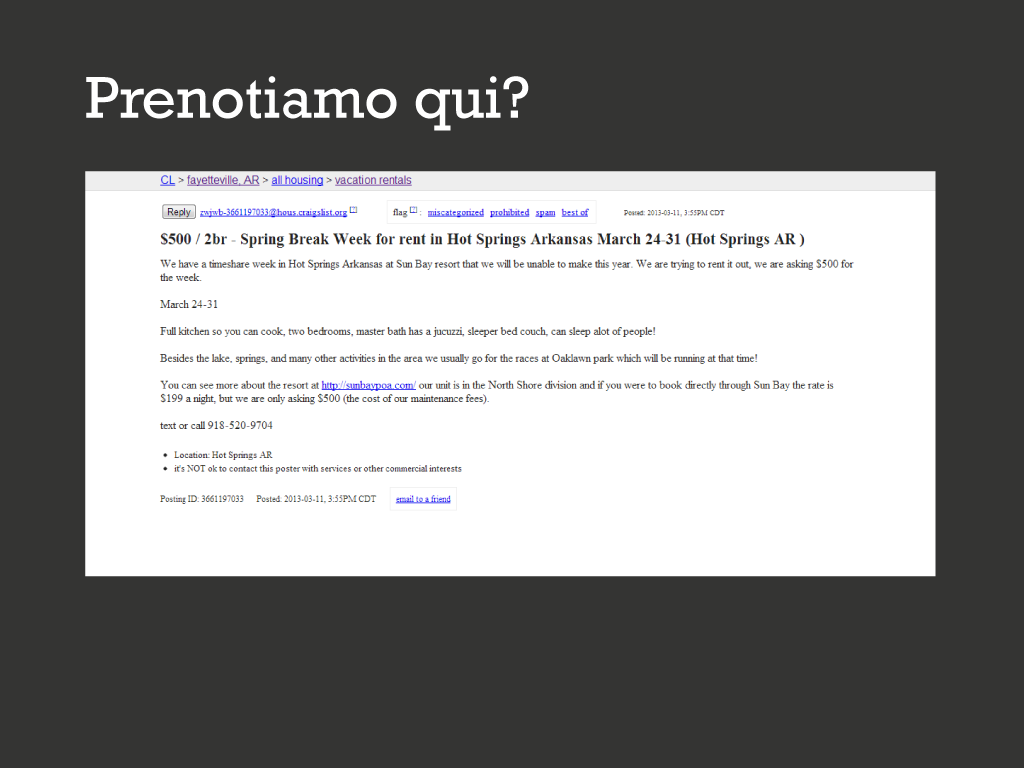 Prenotiamo qui?
CL > fayetteville, AR > all housing > vacation rentals
Reply zwjwb-3661197033@hous.craigslist.org [?] flag [?] : miscategorized prohibited spam best of Posted: 2013-03-11, 3:55PM CDT
$500 / 2br - Spring Break Week for rent in Hot Springs Arkansas March 24-31 (Hot Springs AR )
We have a timeshare week in Hot Springs Arkansas at Sun Bay resort that we will be unable to make this year. We are trying to rent it out, we are asking $500 for
the week.
March 24-31
Full kitchen so you can cook, two bedrooms, master bath has a jucuzzi, sleeper bed couch, can sleep alot of people!
Besides the lake, springs, and many other activities in the area we usually go for the races at Oaklawn park which will be running at that time!
You can see more about the resort at http://sunbaypoa.com/ our unit is in the North Shore division and if you were to book directly through Sun Bay the rate is
$199 a night, but we are only asking $500 (the cost of our maintenance fees).
text or call 918-520-9704
• Location: Hot Springs AR
• it's NOT ok to contact this poster with services or other commercial interests
Posting ID: 3661197033 Posted: 2013-03-11, 3:55PM CDT email to a friend